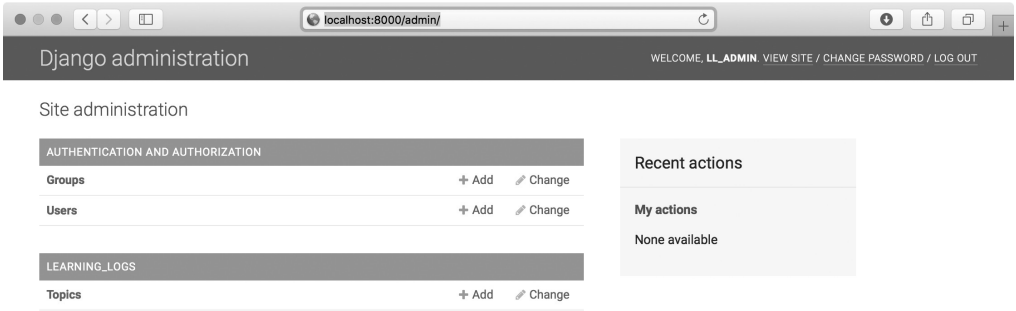 localhost:8000/admin/
Django administration
WELCOME, LL_ADMIN. VIEW SITE / CHANGE PASSWORD / LOG OUT
Site administration
AUTHENTICATION AND AUTHORIZATION
Groups + Add Change
Users + Add Change
LEARNING_LOGS
Topics + Add Change
Recent actions
My actions
None available